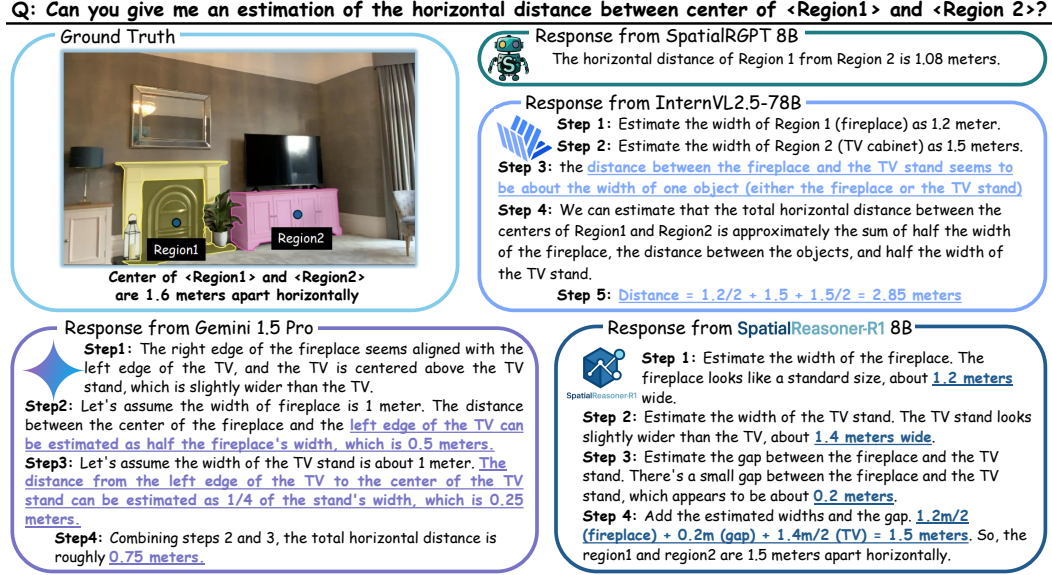 Q: Can you give me an estimation of the horizontal distance between center of <Region1> and <Region 2>?
Ground Truth
Region1
Region2
Center of <Region1> and <Region2>
are 1.6 meters apart horizontally
Response from SpatialRGPT 8B
S
The horizontal distance of Region 1 from Region 2 is 1.08 meters.
Response from InternVL2.5-78B
Step 1: Estimate the width of Region 1 (fireplace) as 1.2 meter.
Step 2: Estimate the width of Region 2 (TV cabinet) as 1.5 meters.
Step 3: the distance between the fireplace and the TV stand seems to
be about the width of one object (either the fireplace or the TV stand)
Step 4: We can estimate that the total horizontal distance between the
centers of Region1 and Region2 is approximately the sum of half the width
of the fireplace, the distance between the objects, and half the width of
the TV stand.
Step 5: Distance = 1.2/2 + 1.5 + 1.5/2 = 2.85 meters
Response from Gemini 1.5 Pro
Step1: The right edge of the fireplace seems aligned with the
left edge of the TV, and the TV is centered above the TV
stand, which is slightly wider than the TV.
Step2: Let's assume the width of fireplace is 1 meter. The distance
between the center of the fireplace and the left edge of the TV can
be estimated as half the fireplace's width, which is 0.5 meters.
Step3: Let's assume the width of the TV stand is about 1 meter. The
distance from the left edge of the TV to the center of the TV
stand can be estimated as 1/4 of the stand's width, which is 0.25
meters.
Step4: Combining steps 2 and 3, the total horizontal distance is
roughly 0.75 meters.
Response from SpatialReasoner-R1 8B
SpatialReasoner-R1
Step 1: Estimate the width of the fireplace. The
fireplace looks like a standard size, about 1.2 meters
wide.
Step 2: Estimate the width of the TV stand. The TV stand looks
slightly wider than the TV, about 1.4 meters wide.
Step 3: Estimate the gap between the fireplace and the TV
stand. There's a small gap between the fireplace and the TV
stand, which appears to be about 0.2 meters.
Step 4: Add the estimated widths and the gap. 1.2m/2
(fireplace) + 0.2m (gap) + 1.4m/2 (TV) = 1.5 meters. So, the
region1 and region2 are 1.5 meters apart horizontally.